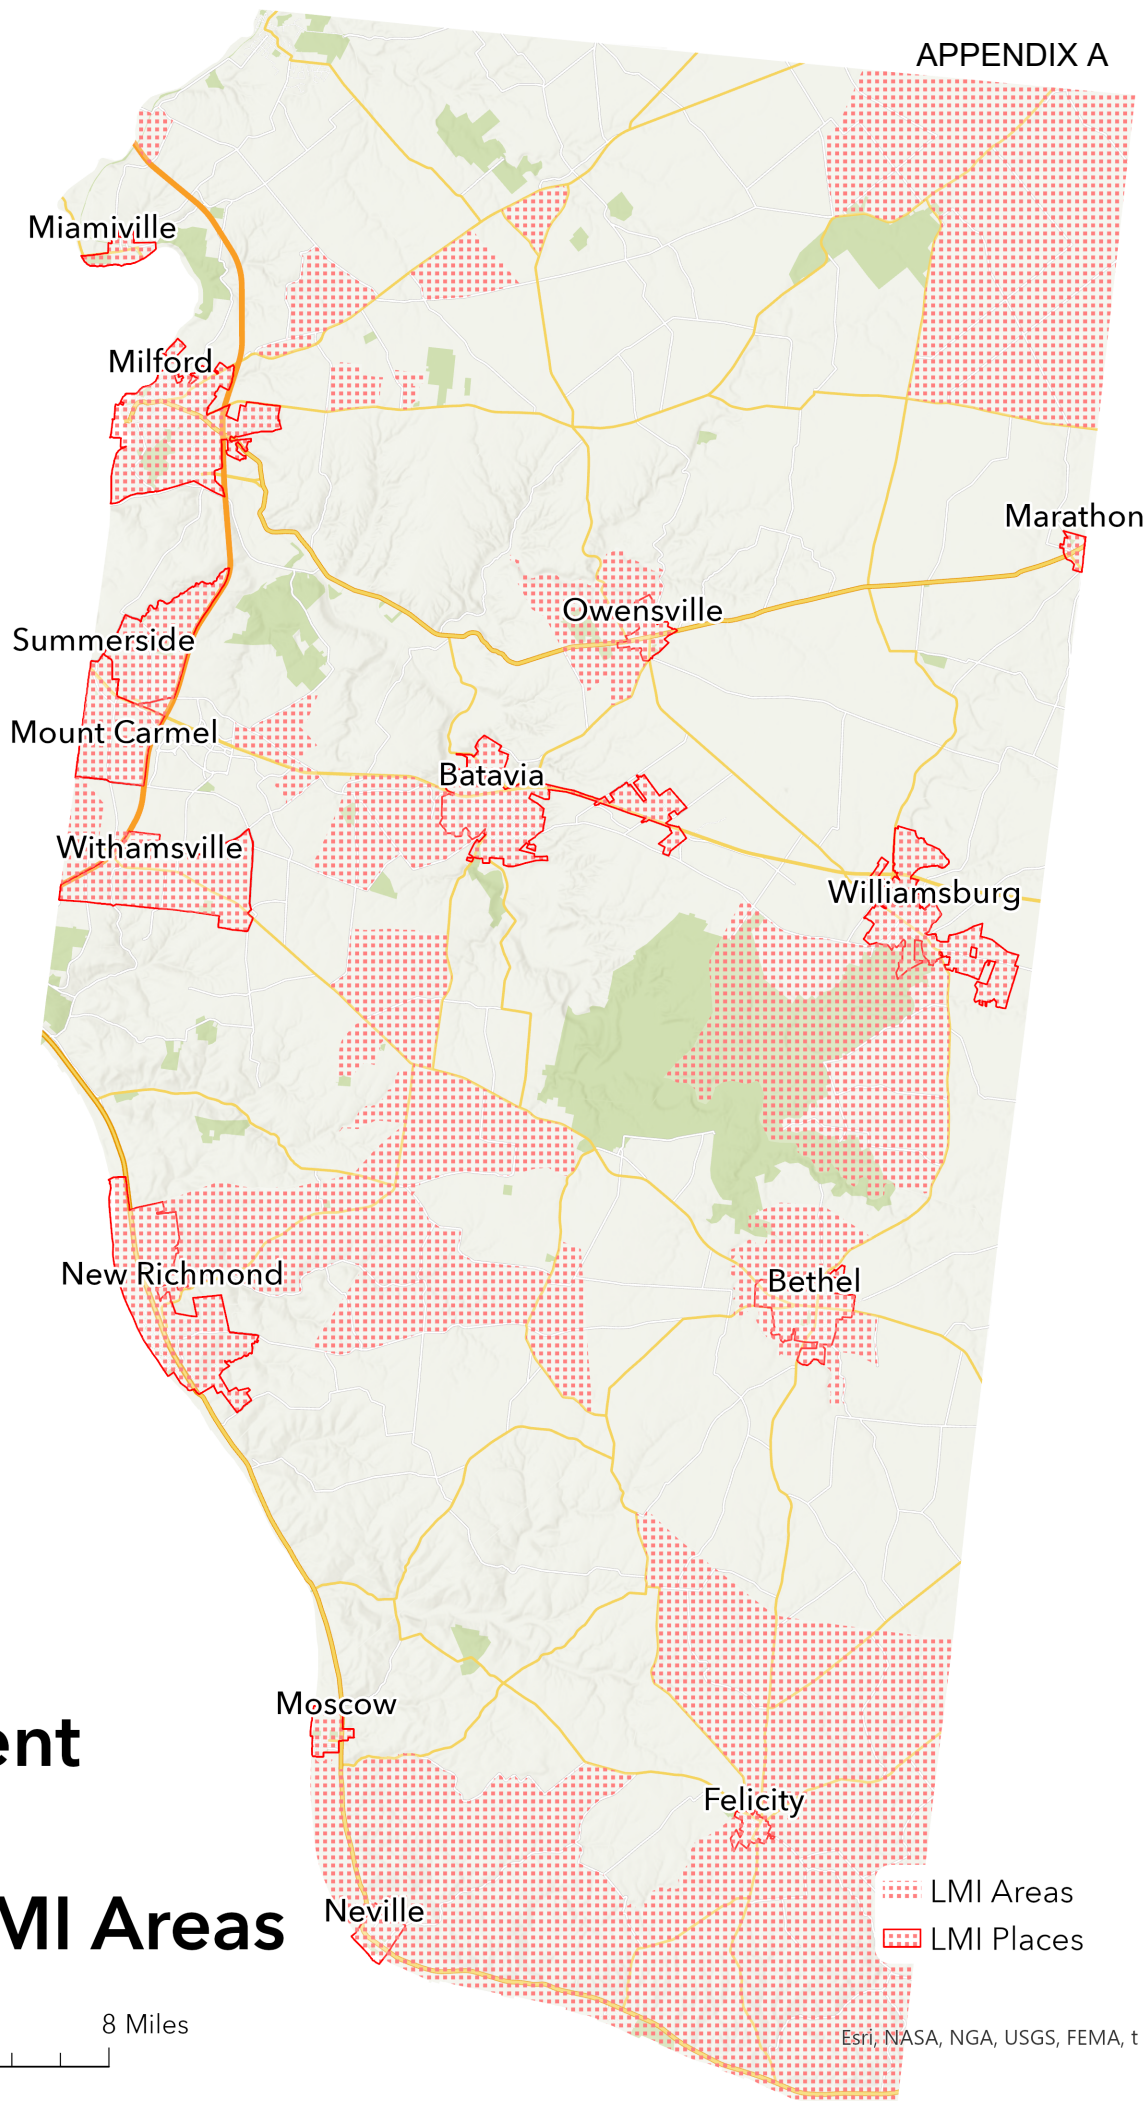 APPENDIX A
Miamiville
Milford
Marathon
Owensville
Summerside
Mount Carmel
Batavia
Withamsville
Williamsburg
New Richmond
Bethel
Moscow
ent
Felicity
LMI Areas
MI Areas
Neville
LMI Places
8 Miles
Esri, NASA, NGA, USGS, FEMA, t